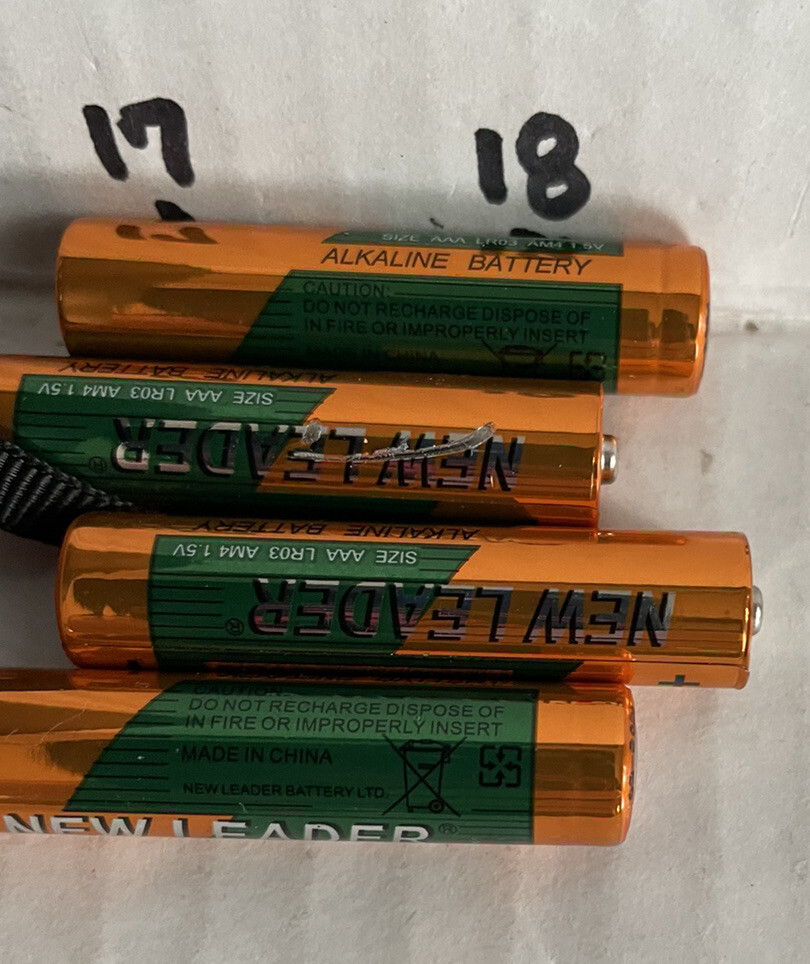 17 18
SIZE AAA LR03 AM4 1.5V
ALKALINE BATTERY
CAUTION:
DO NOT RECHARGE DISPOSE OF
IN FIRE OR IMPROPERLY INSERT
MADE IN CHINA
ALKALINE BATTERY
SIZE AAA LR03 AM4 1.5V
NEW LEADER®
ALKALINE BATTERY
SIZE AAA LR03 AM4 1.5V
NEW LEADER®
+
CAUTION:
DO NOT RECHARGE DISPOSE OF
IN FIRE OR IMPROPERLY INSERT
MADE IN CHINA
NEW LEADER BATTERY LTD.
NEW LEADER®